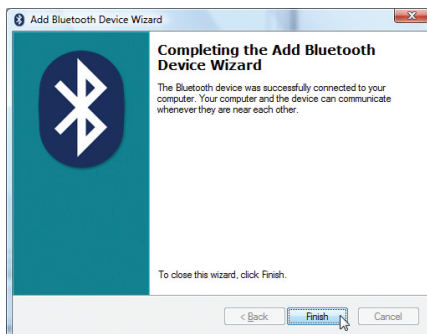 Add Bluetooth Device Wizard
Completing the Add Bluetooth
Device Wizard
The Bluetooth device was successfully connected to your
computer. Your computer and the device can communicate
whenever they are near each other.
To close this wizard, click Finish.
< Back Finish Cancel